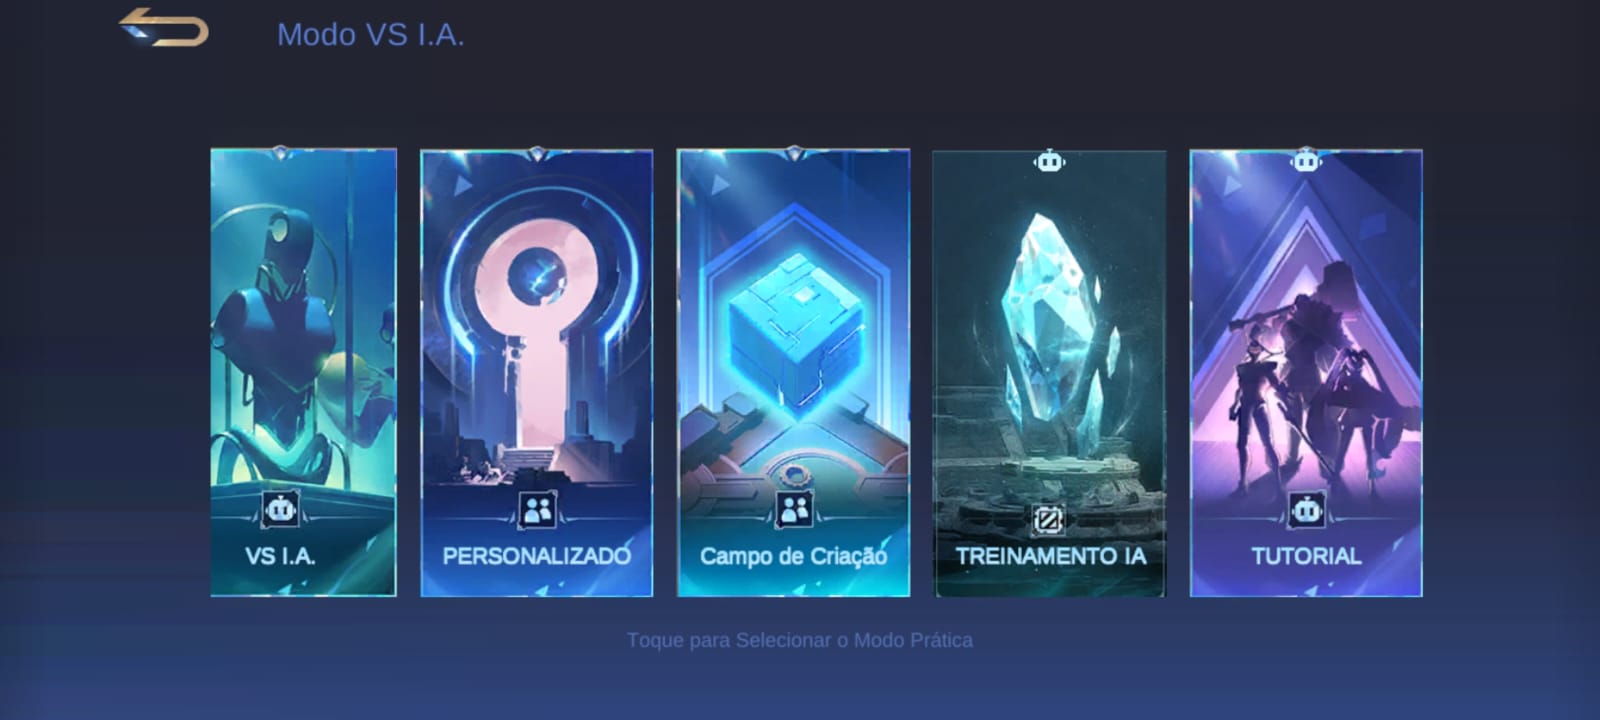 Modo VS I.A.
VS I.A.
PERSONALIZADO
Campo de Criação
TREINAMENTO IA
TUTORIAL
Toque para Selecionar o Modo Prática